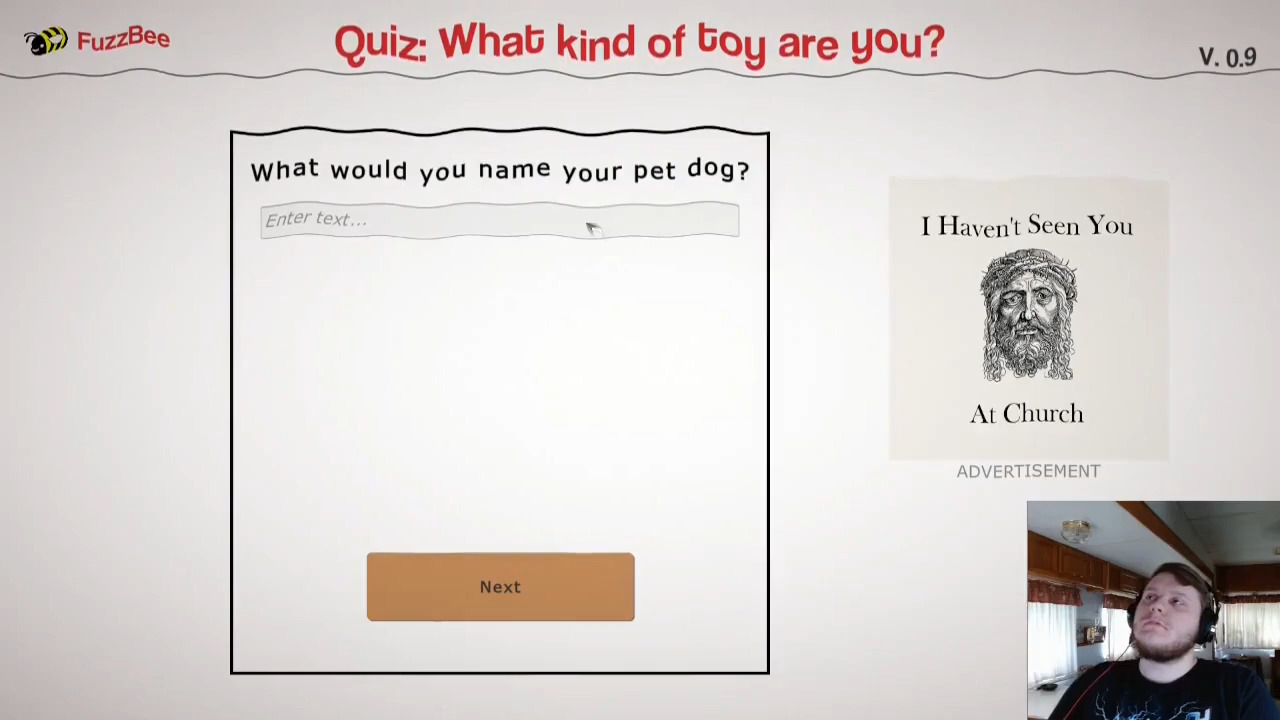 FuzzBee
Quiz: What kind of toy are you?
V. 0.9
What would you name your pet dog?
Enter text...
Next
I Haven't Seen You
At Church
ADVERTISEMENT